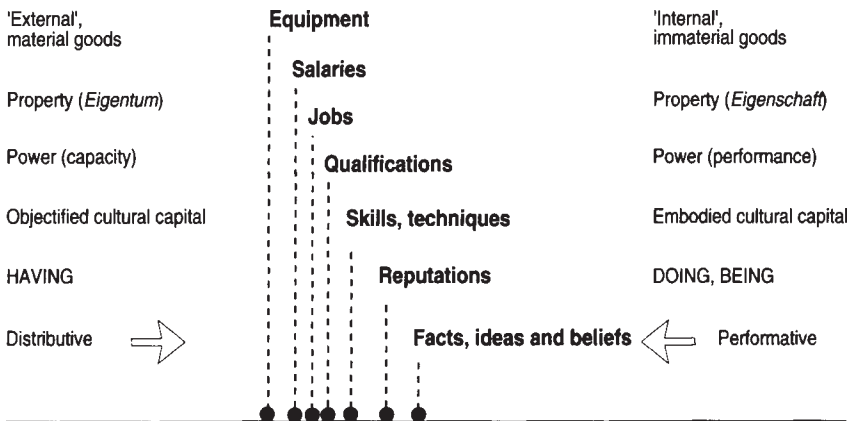 'External',
material goods
Equipment
'Internal',
immaterial goods
Salaries
Property (Eigentum)
Property (Eigenschaft)
Jobs
Power (capacity)
Qualifications
Power (performance)
Objectified cultural capital
Skills, techniques
Embodied cultural capital
HAVING
Reputations
DOING, BEING
Distributive
Facts, ideas and beliefs
Performative